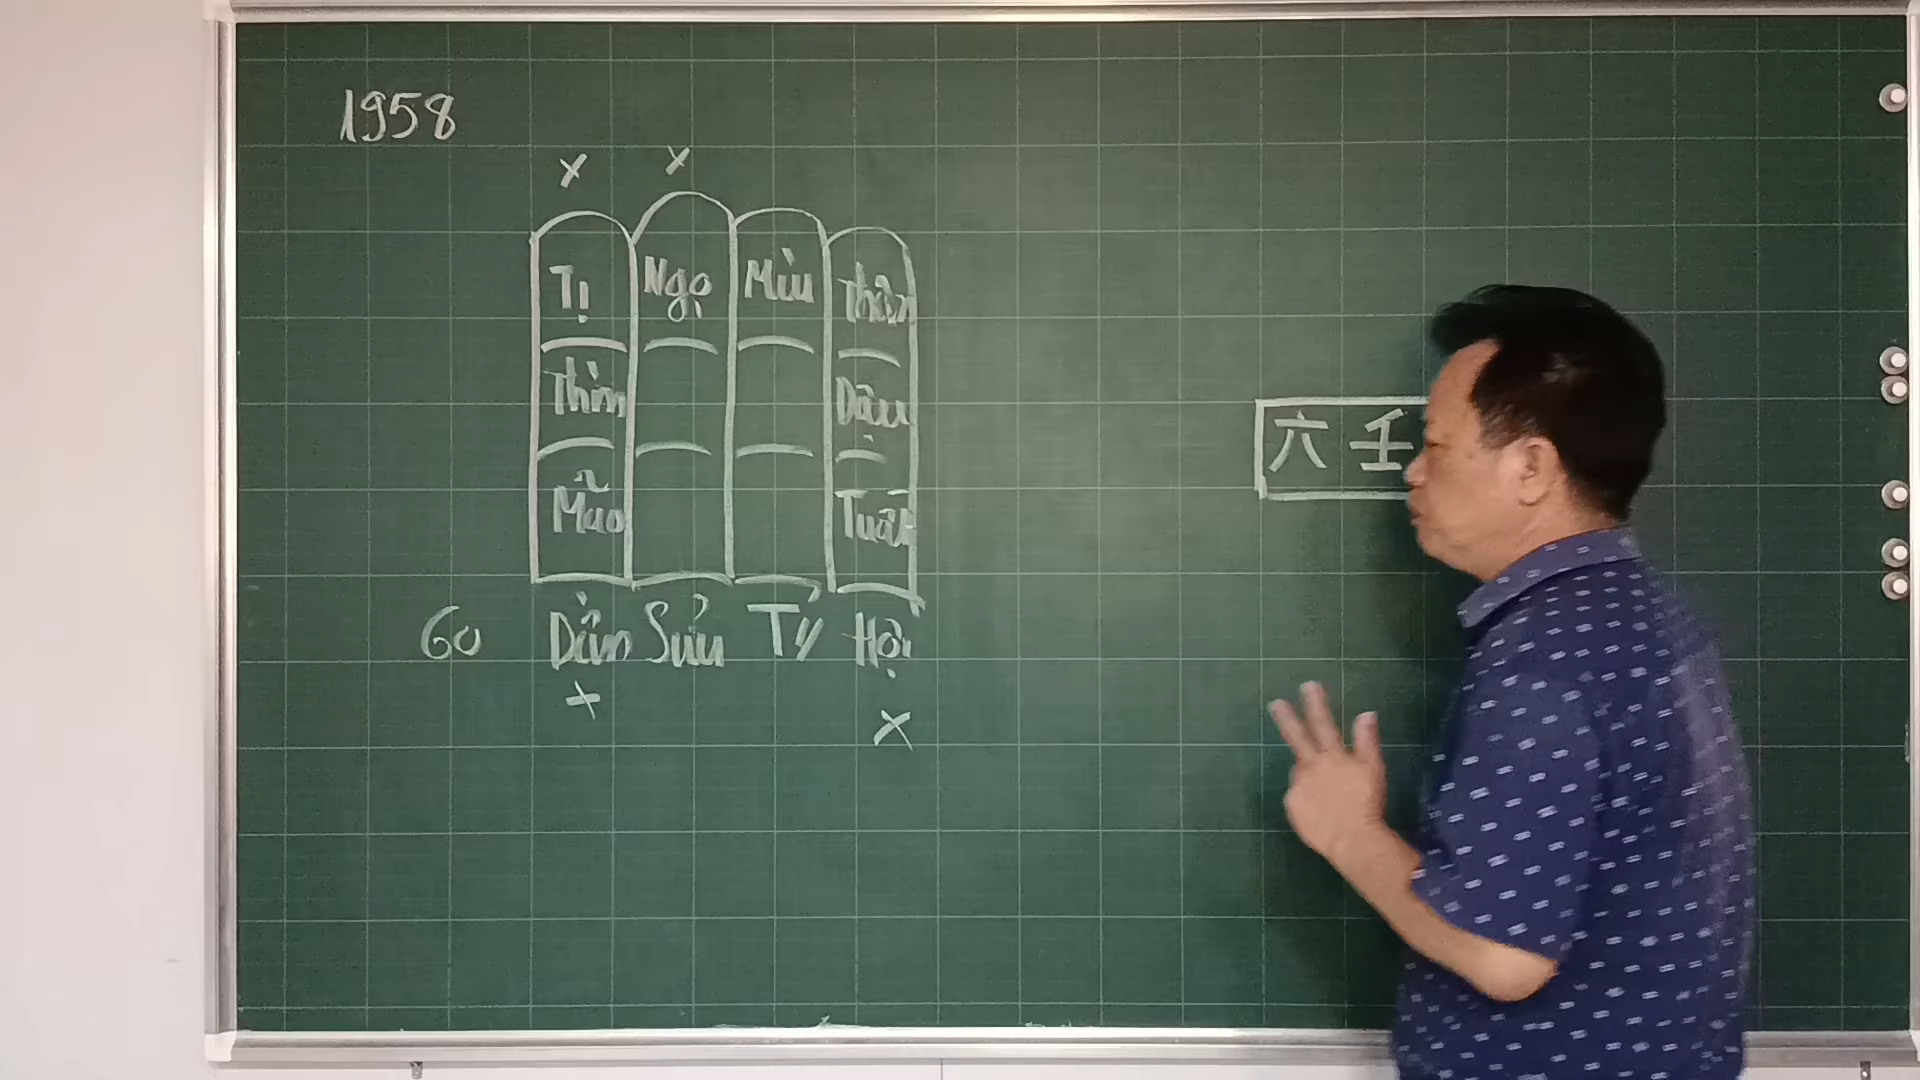 1958
x x
Tị Ngọ Mùi Thân
Thìn Dậu
六 壬
Mão Tuất
60 Dần Sửu Tý Hợi
x x